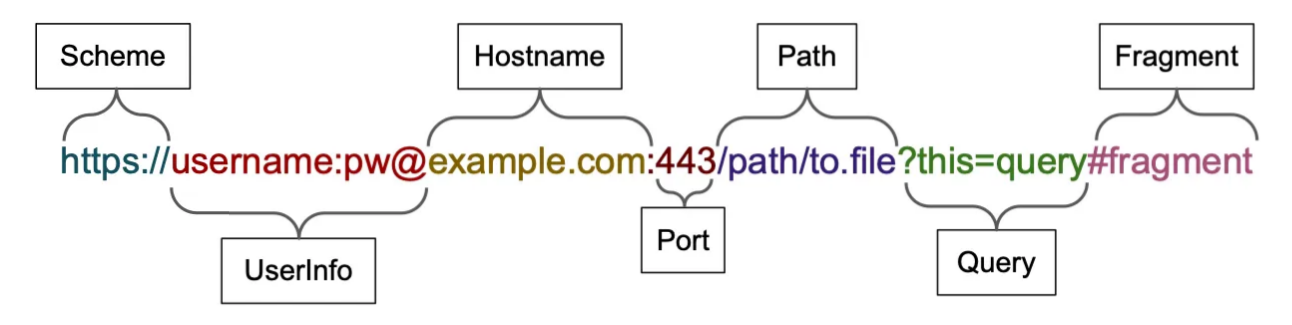 Scheme
Hostname
Path
Fragment
https://username:pw@example.com:443/path/to.file?this=query#fragment
UserInfo
Port
Query